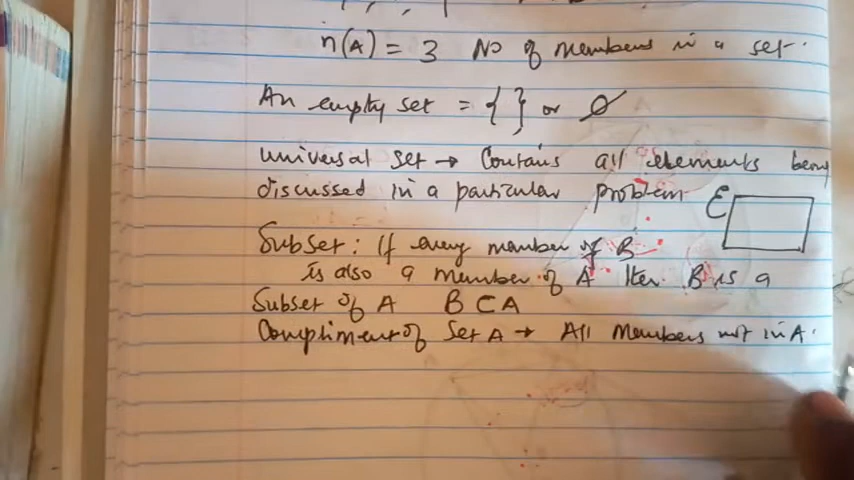 n(A) = 3 No of members in a set.
An empty set = { } or ∅
Universal set → Contains all elements being
discussed in a particular problem ℰ
Subset: If every member of B
is also a member of A then B is a
Subset of A B ⊂ A
Compliment of Set A → All Members not in A.